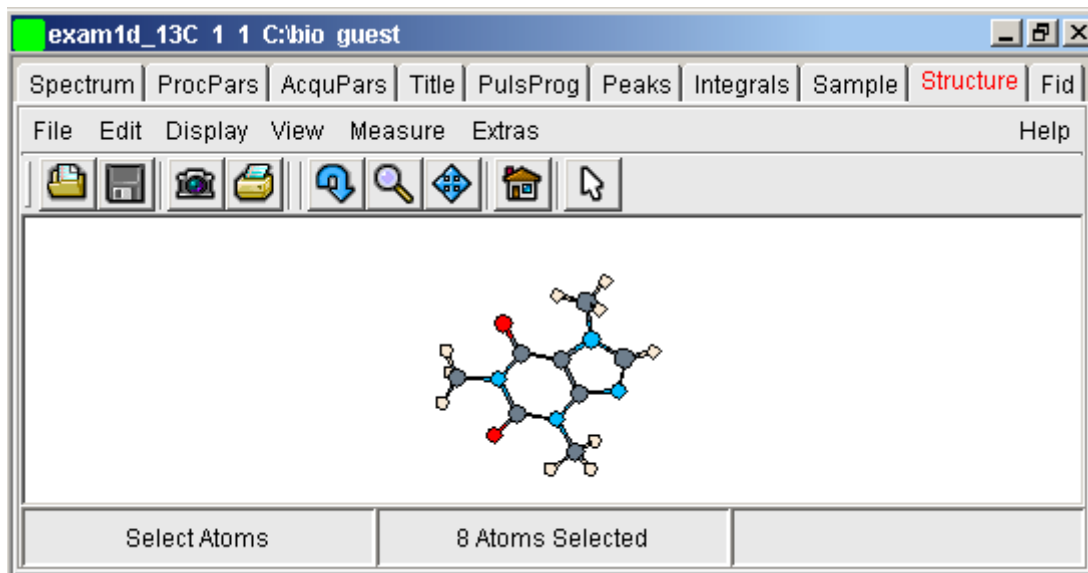 exam1d_13C 1 1 C:\bio guest
Spectrum ProcPars AcquPars Title PulsProg Peaks Integrals Sample Structure Fid
File Edit Display View Measure Extras Help
Select Atoms 8 Atoms Selected